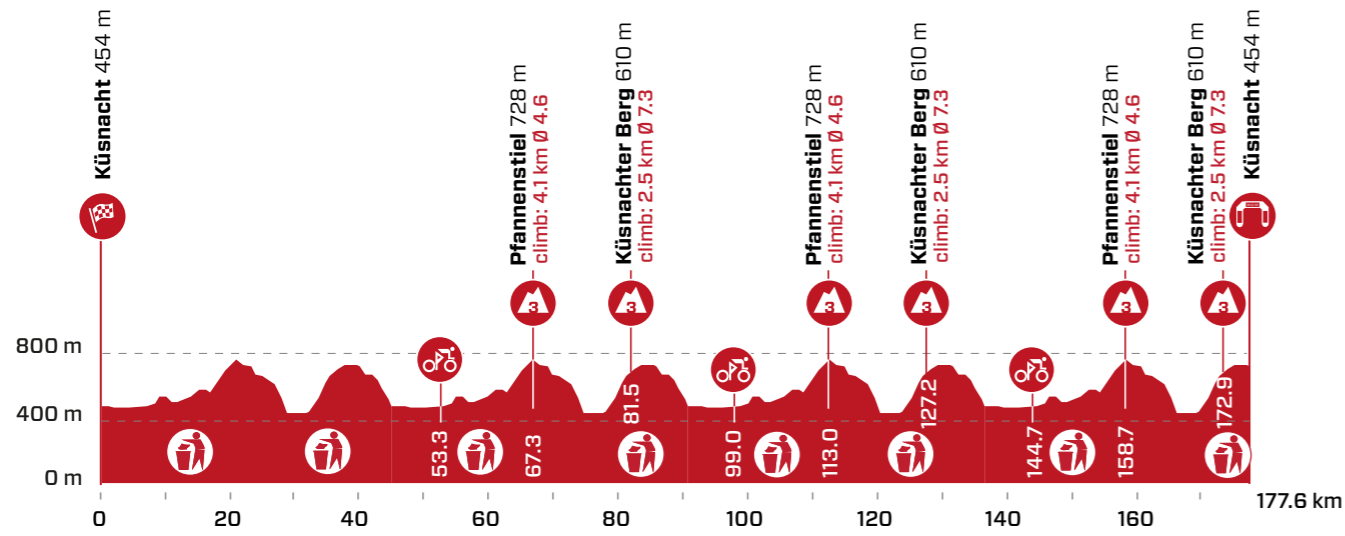 Küsnacht 454 m
Pfannenstiel 728 m
climb: 4.1 km Ø 4.6
Küsnachter Berg 610 m
climb: 2.5 km Ø 7.3
Pfannenstiel 728 m
climb: 4.1 km Ø 4.6
Küsnachter Berg 610 m
climb: 2.5 km Ø 7.3
Pfannenstiel 728 m
climb: 4.1 km Ø 4.6
Küsnachter Berg 610 m
climb: 2.5 km Ø 7.3
Küsnacht 454 m
3
3
3
3
3
3
800 m
400 m
0 m
53.3
67.3
81.5
99.0
113.0
127.2
144.7
158.7
172.9
0
20
40
60
80
100
120
140
160
177.6 km